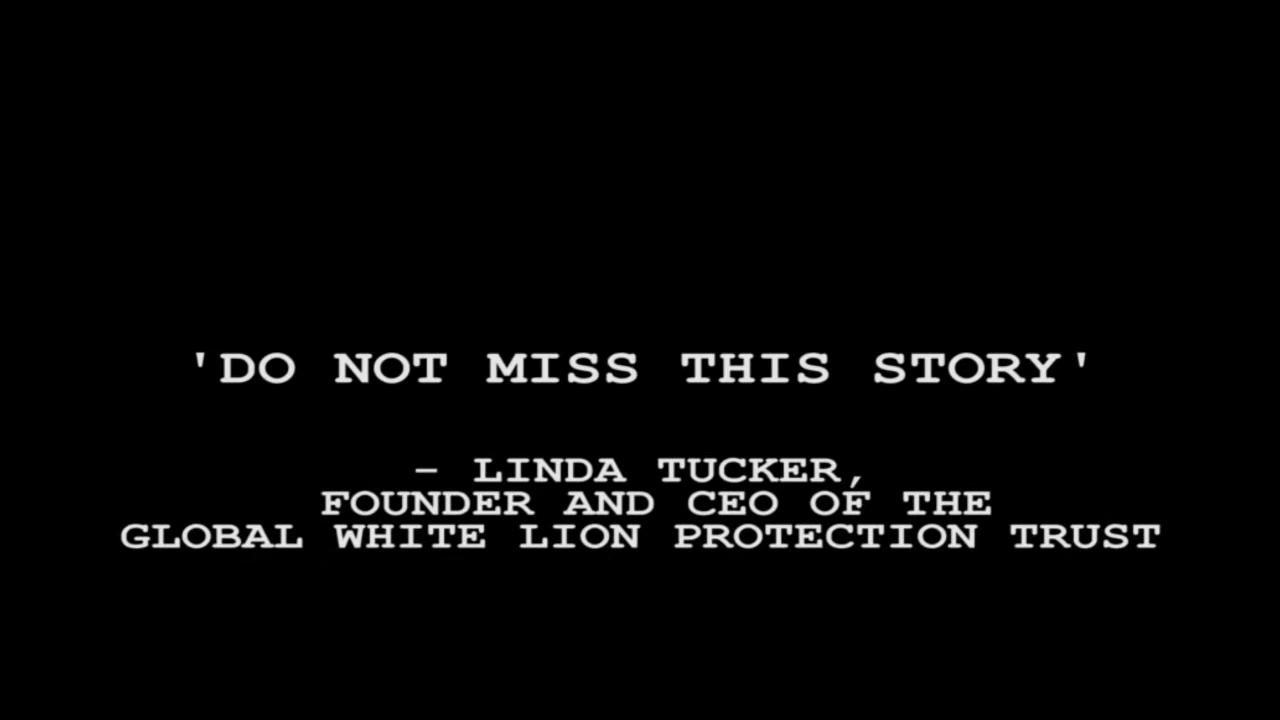 'DO NOT MISS THIS STORY'
- LINDA TUCKER,
FOUNDER AND CEO OF THE
GLOBAL WHITE LION PROTECTION TRUST